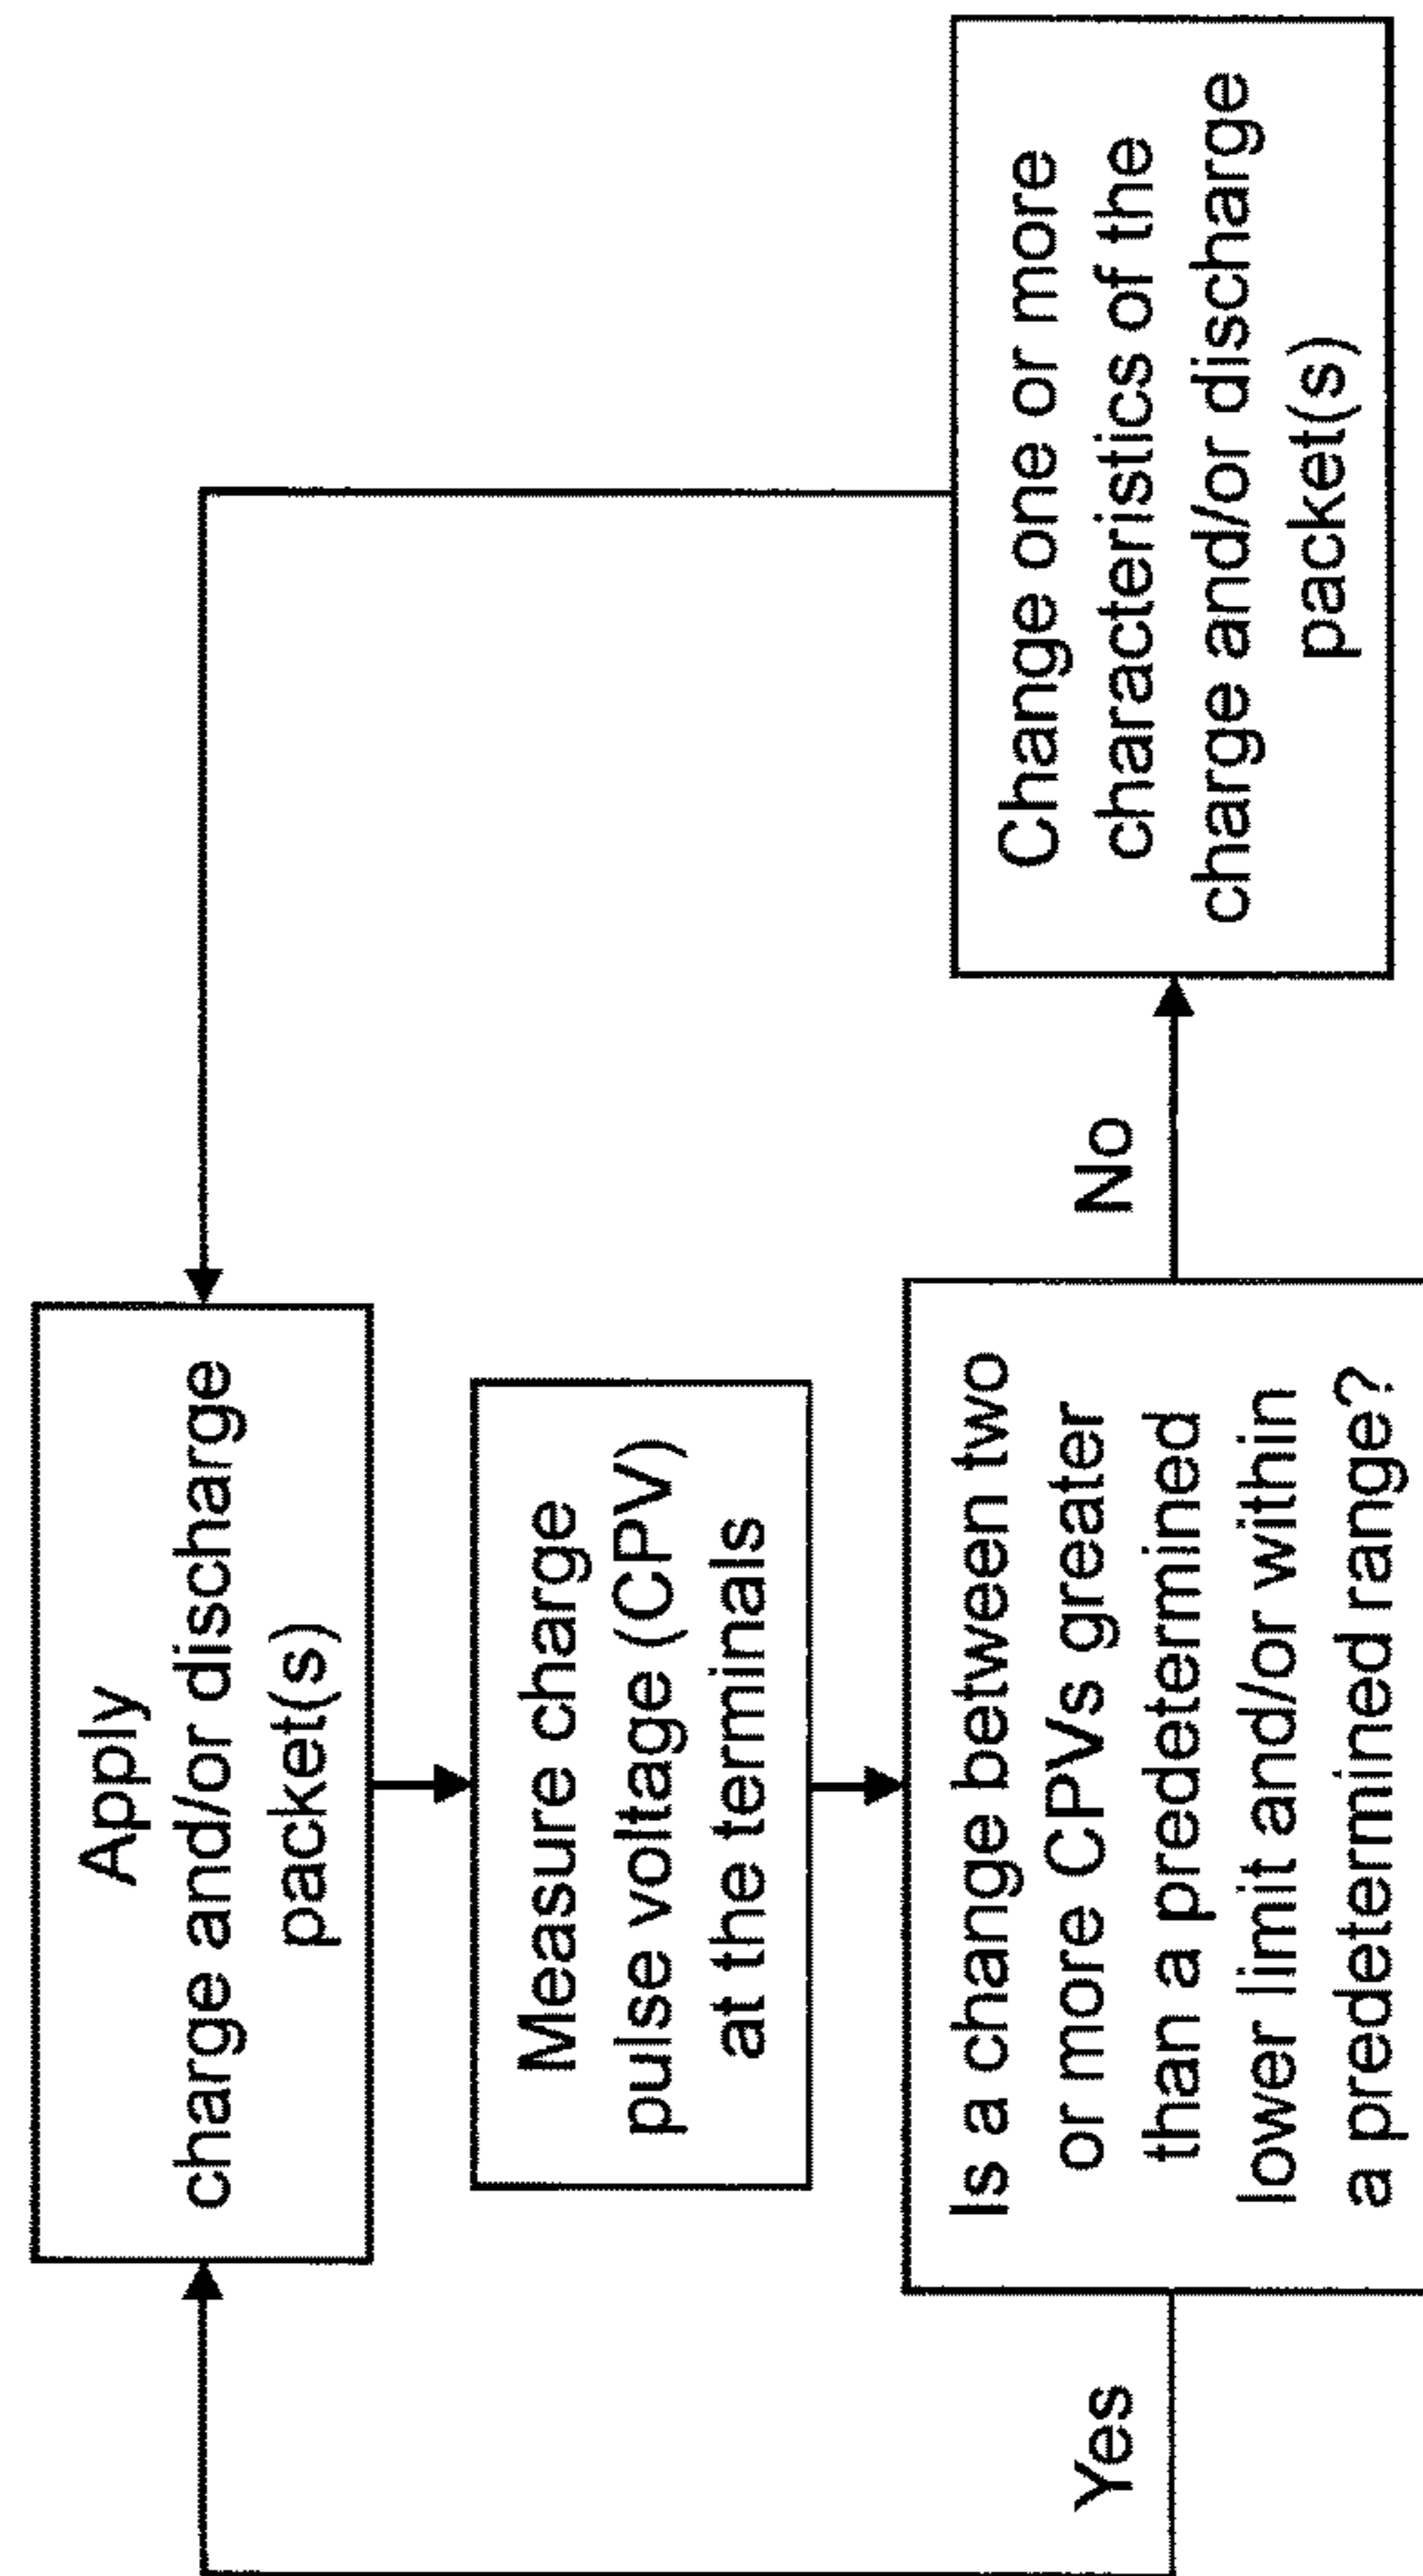 Apply
charge and/or discharge
packet(s)
Measure charge
pulse voltage (CPV)
at the terminals
Is a change between two
or more CPVs greater
than a predetermined
lower limit and/or within
a predetermined range?
Yes
No
Change one or more
characteristics of the
charge and/or discharge
packet(s)